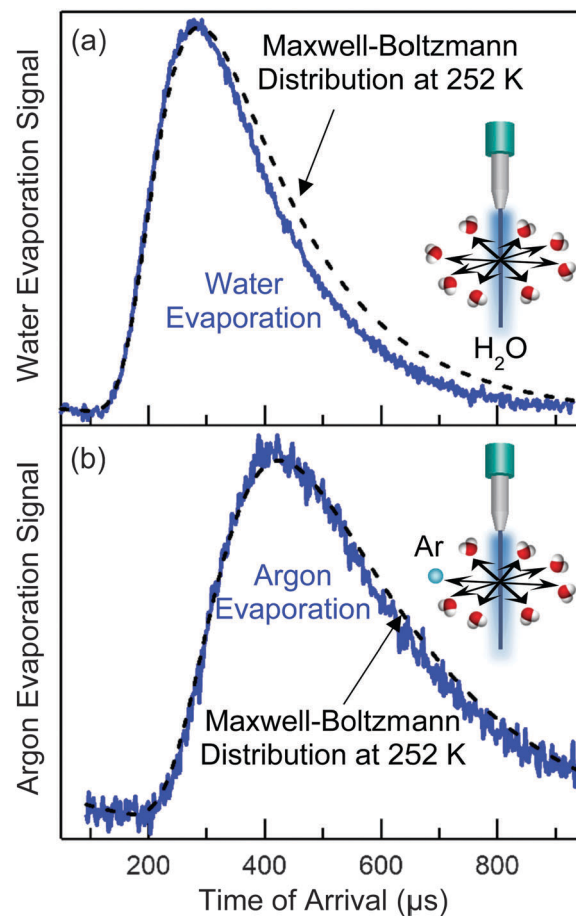 (a)
Maxwell-Boltzmann
Distribution at 252 K
Water Evaporation Signal
Water
Evaporation
H₂O
(b)
Argon Evaporation Signal
Ar
Argon
Evaporation
Maxwell-Boltzmann
Distribution at 252 K
200 400 600 800
Time of Arrival (μs)